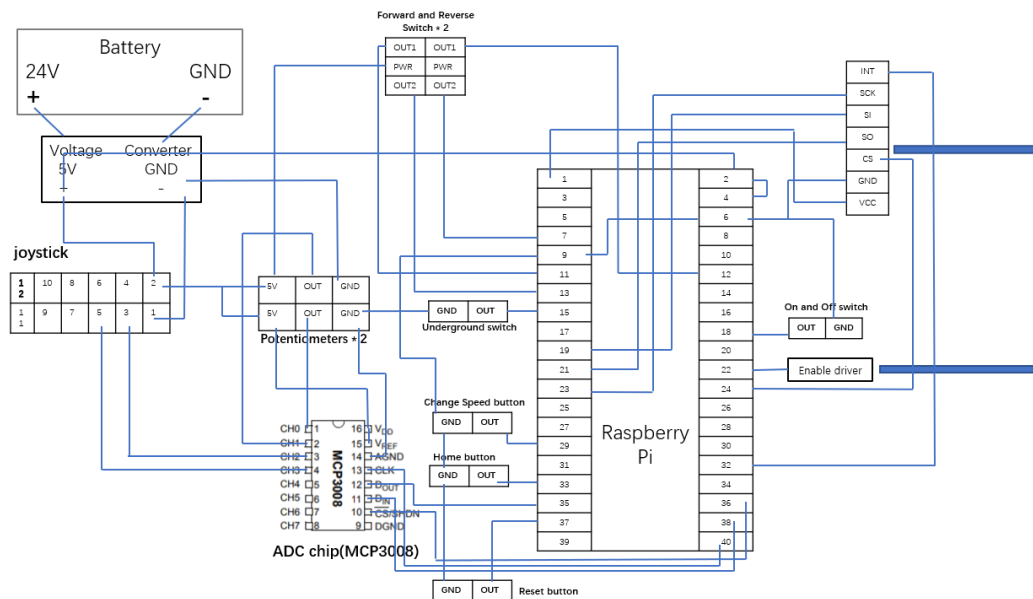 Forward and Reverse
Switch * 2
OUT1 OUT1
PWR
OUT2 OUT2
Battery
24V GND
+ -
Voltage Converter
5V GND
+ -
joystick
1
2 10 8 6 4 2
1
1 9 7 5 3 1
5V OUT GND
5V OUT GND
Potentiometers * 2
GND OUT
Underground switch
Change Speed button
GND OUT
Home button
GND OUT
GND OUT Reset button
CH0 1 16 VDD
CH1 2 15 VREF
CH2 3 14 AGND
CH3 4 13 CLK
CH4 5 12 DOUT
CH5 6 11 DIN
CH6 7 10 CS/SHDN
CH7 8 9 DGND
MCP3008
ADC chip(MCP3008)
Raspberry
Pi
1 2
3 4
5 6
7 8
9 10
11 12
13 14
15 16
17 18
19 20
21 22
23 24
25 26
27 28
29 30
31 32
33 34
35 36
37 38
39 40
INT
SCK
SI
SO
CS
GND
VCC
On and Off switch
OUT GND
Enable driver